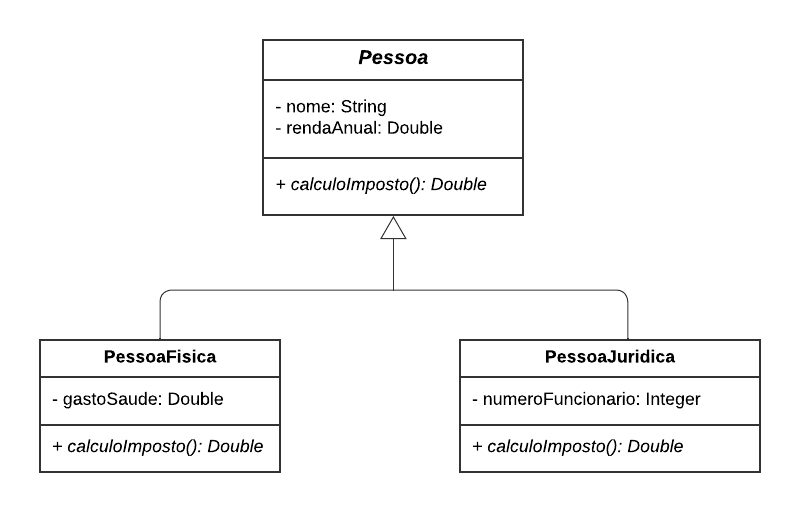 Pessoa
- nome: String
- rendaAnual: Double
+ calculoImposto(): Double
PessoaFisica
- gastoSaude: Double
+ calculoImposto(): Double
PessoaJuridica
- numeroFuncionario: Integer
+ calculoImposto(): Double